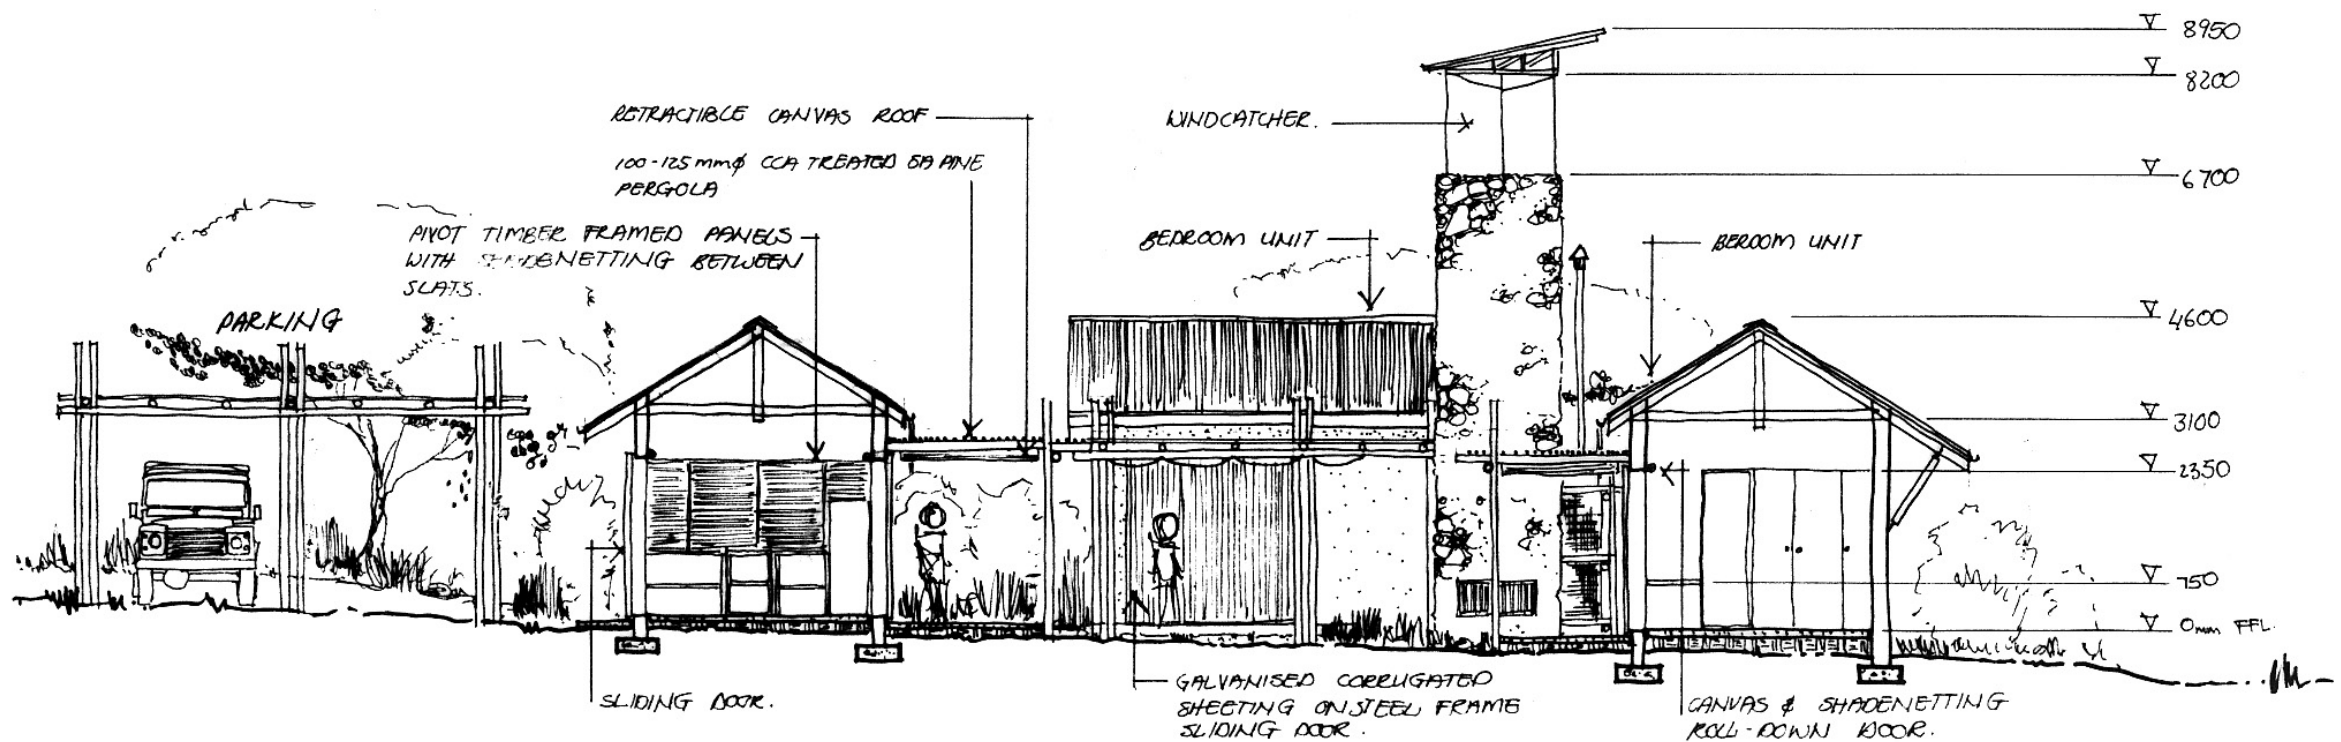 8950
8200
RETRACTIBLE CANVAS ROOF
WINDCATCHER.
100-125mmϕ CCA TREATED SA PINE
PERGOLA
6700
PIVOT TIMBER FRAMED PANELS
WITH SHADENETTING BETWEEN
SLATS.
BEDROOM UNIT
BEROOM UNIT
PARKING
4600
3100
2350
750
0mm FFL.
SLIDING DOOR.
GALVANISED CORRUGATED
SHEETING ON STEEL FRAME
SLIDING DOOR.
CANVAS & SHADENETTING
ROLL-DOWN DOOR.